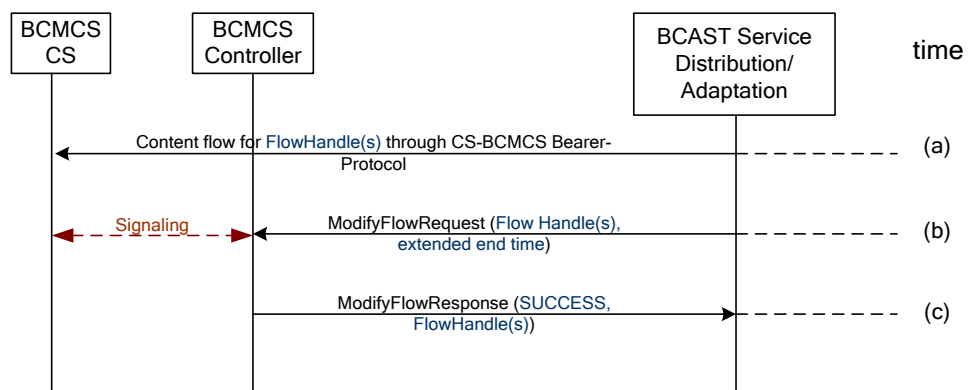 BCMCS
CS
BCMCS
Controller
BCAST Service
Distribution/
Adaptation
time
Content flow for FlowHandle(s) through CS-BCMCS Bearer-
Protocol
(a)
Signaling
ModifyFlowRequest (Flow Handle(s),
extended end time)
(b)
ModifyFlowResponse (SUCCESS,
FlowHandle(s))
(c)